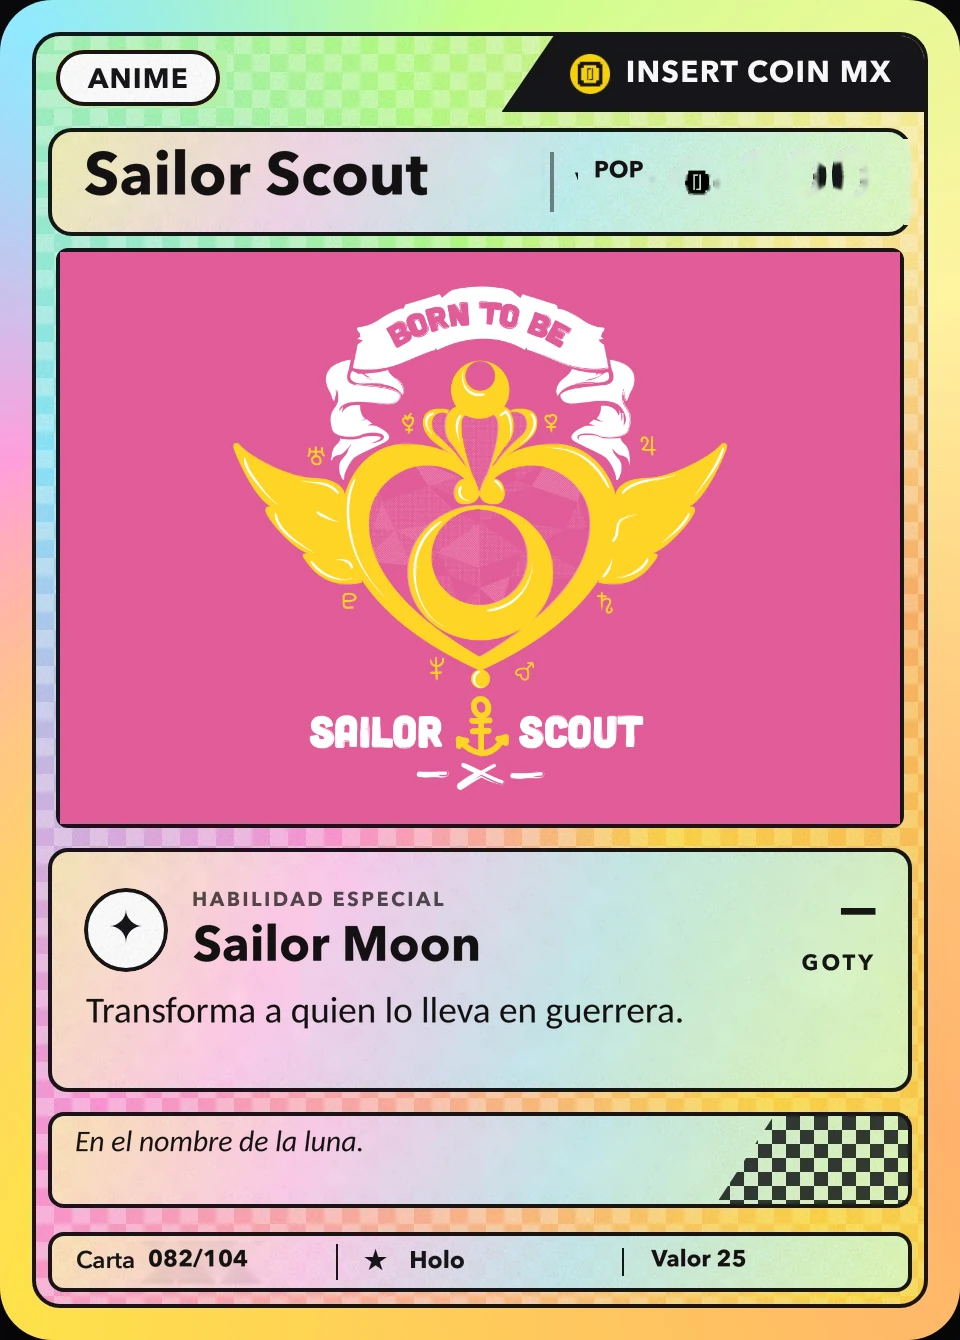 ANIME
INSERT COIN MX
Sailor Scout
POP
BORN TO BE
SAILOR SCOUT
HABILIDAD ESPECIAL
Sailor Moon
GOTY
Transforma a quien lo lleva en guerrera.
En el nombre de la luna.
Carta 082/104
★ Holo
Valor 25